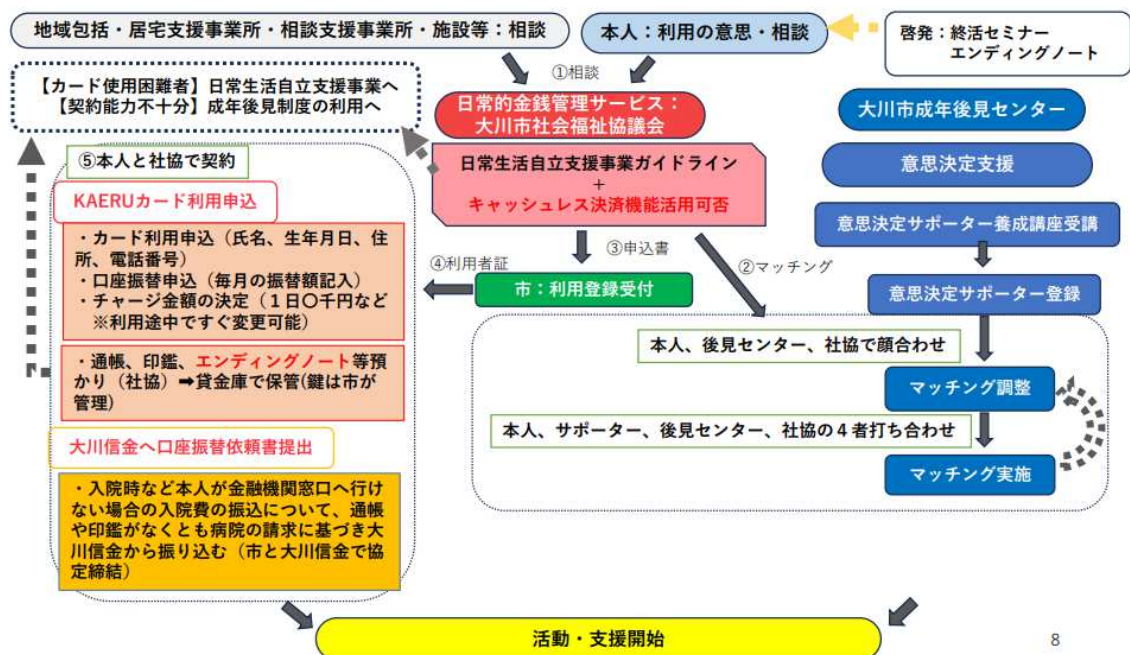 地域包括・居宅支援事業所・相談支援事業所・施設等：相談
本人：利用の意思・相談
啓発：終活セミナー
エンディングノート
①相談
【カード使用困難者】日常生活自立支援事業へ
【契約能力不十分】成年後見制度の利用へ
日常的金銭管理サービス：
大川市社会福祉協議会
大川市成年後見センター
⑤本人と社協で契約
日常生活自立支援事業ガイドライン
+
キャッシュレス決済機能活用可否
意思決定支援
KAERUカード利用申込
意思決定サポーター養成講座受講
・カード利用申込（氏名、生年月日、住
所、電話番号）
・口座振替申込（毎月の振替額記入）
・チャージ金額の決定（１日〇千円など
※利用途中ですぐ変更可能）
③申込書
④利用者証
②マッチング
市：利用登録受付
意思決定サポーター登録
本人、後見センター、社協で顔合わせ
・通帳、印鑑、エンディングノート等預
かり（社協）➡貸金庫で保管(鍵は市が
管理)
マッチング調整
大川信金へ口座振替依頼書提出
本人、サポーター、後見センター、社協の４者打ち合わせ
マッチング実施
・入院時など本人が金融機関窓口へ行け
ない場合の入院費の振込について、通帳
や印鑑がなくとも病院の請求に基づき大
川信金から振り込む（市と大川信金で協
定締結）
活動・支援開始
8